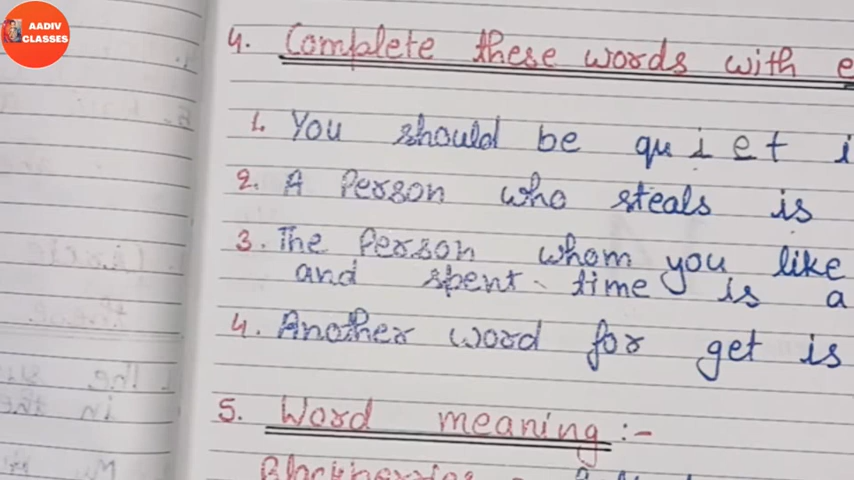 AADIV
CLASSES
4. Complete these words with e
1. You should be quiet i
2. A Person who steals is
3. The Person whom you like
and spent time is a
4. Another word for get is
5. Word meaning :-
Blackberries